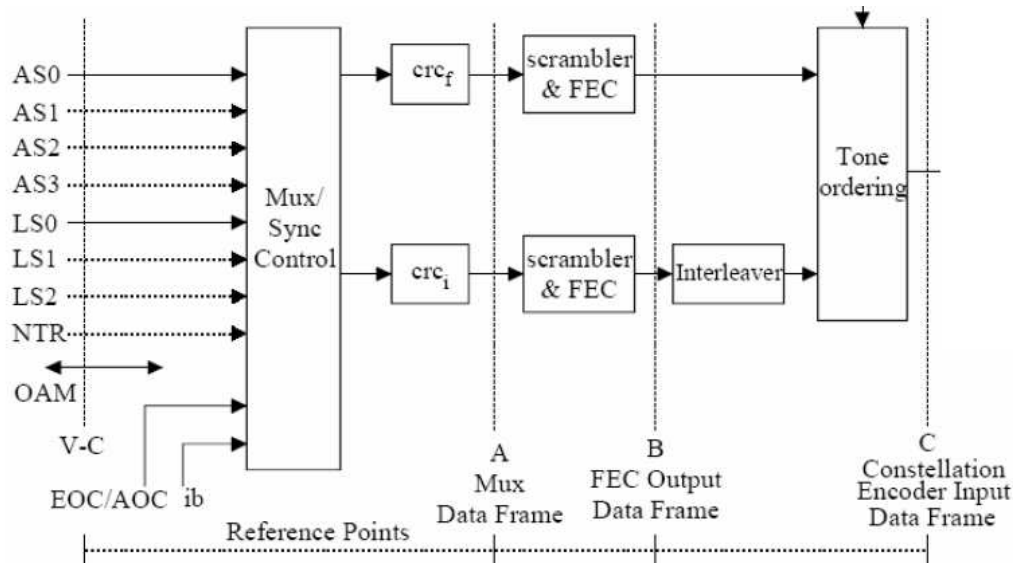 AS0
AS1
AS2
AS3
LS0
LS1
LS2
NTR
OAM
V-C
EOC/AOC
ib
Mux/
Sync
Control
crcf
crci
scrambler
& FEC
scrambler
& FEC
Interleaver
Tone
ordering
A
Mux
Data Frame
B
FEC Output
Data Frame
C
Constellation
Encoder Input
Data Frame
Reference Points